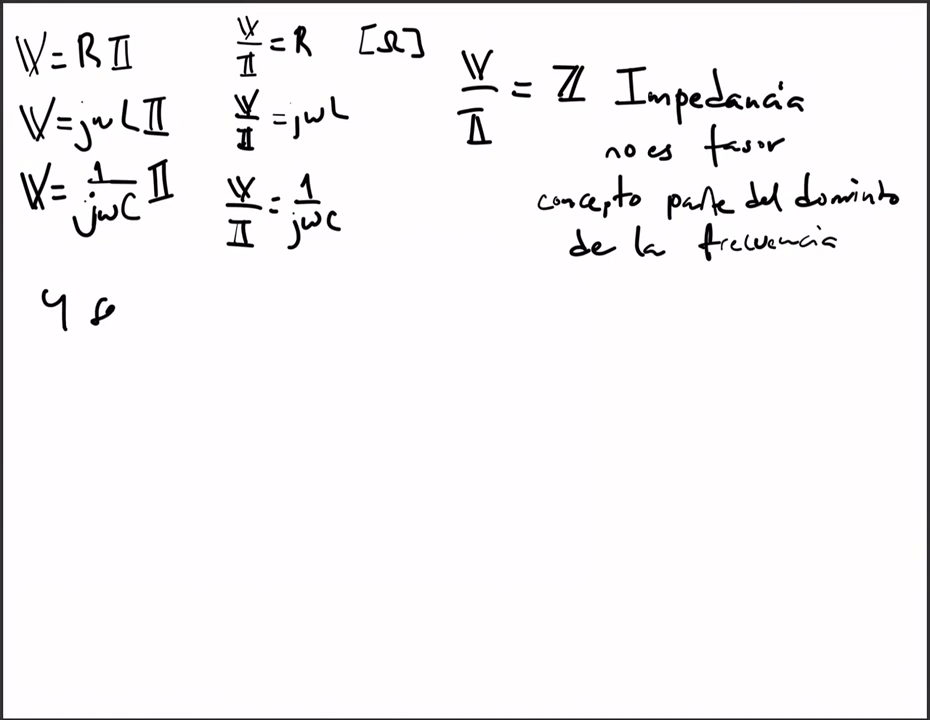 𝕍 = R 𝕀
𝕍/𝕀 = R [Ω]
𝕍 = jωL 𝕀
𝕍/𝕀 = jωL
𝕍 = 1/(jωC) 𝕀
𝕍/𝕀 = 1/(jωC)
𝕍/𝕀 = ℤ Impedancia
no es fasor
concepto parte del dominio
de la frecuencia